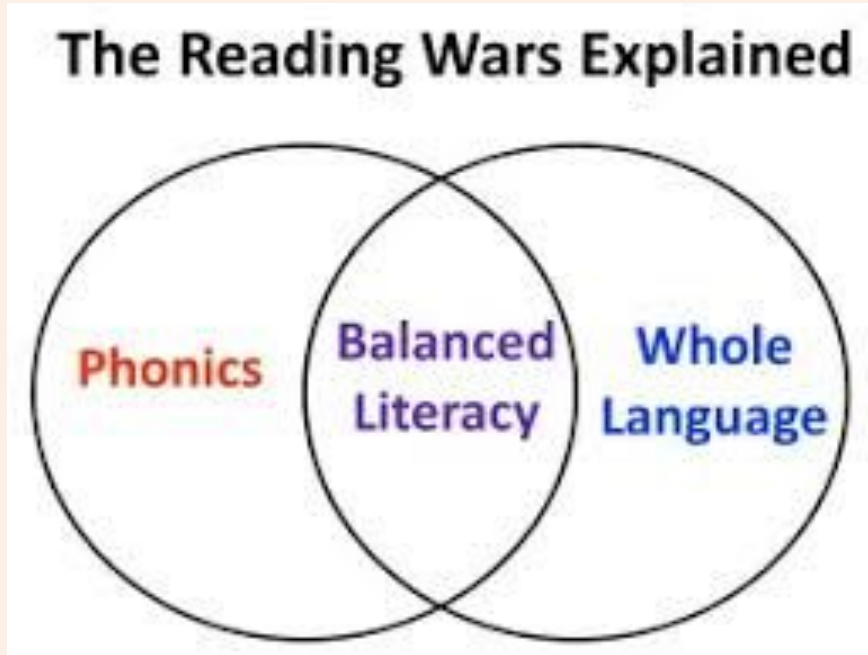 The Reading Wars Explained
Phonics
Balanced
Literacy
Whole
Language